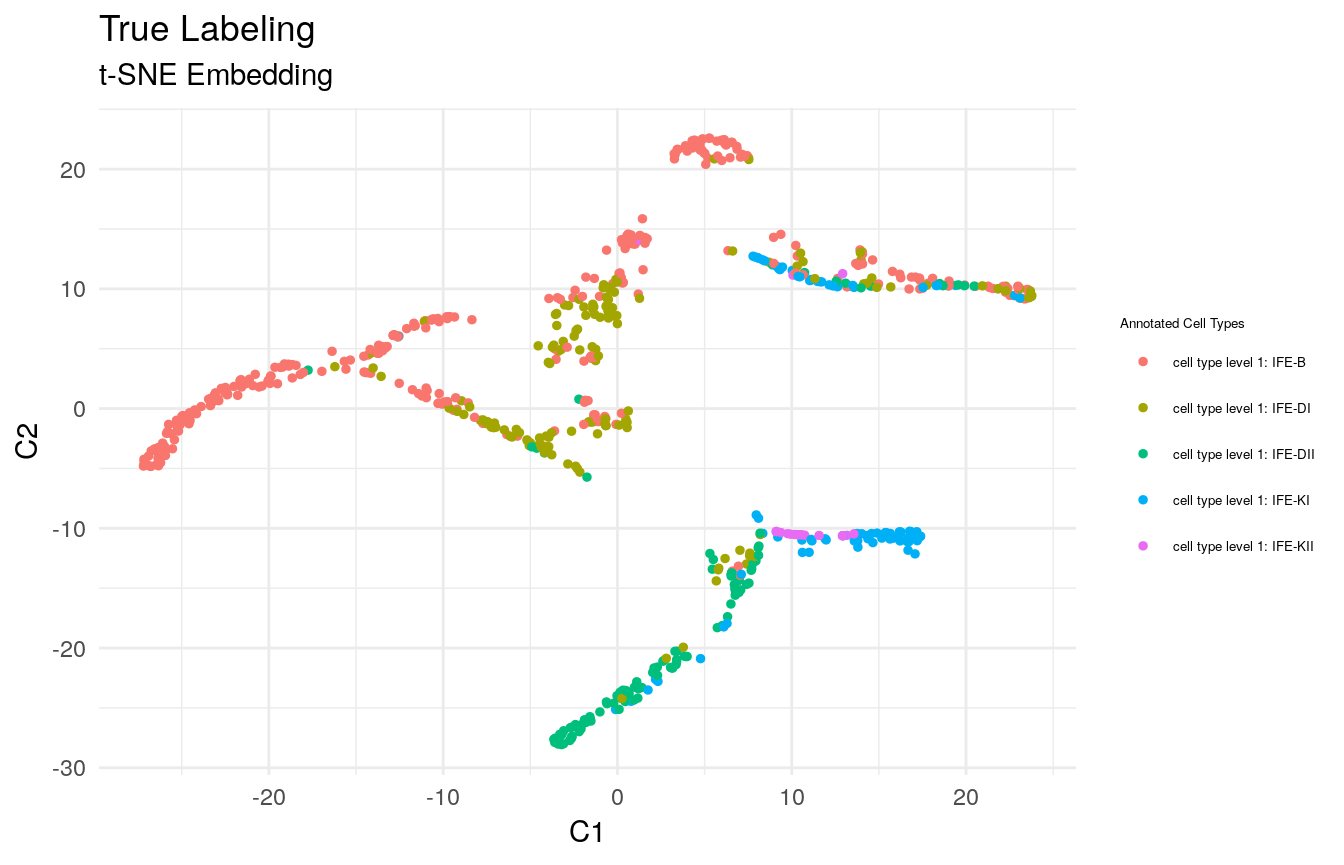 True Labeling
t-SNE Embedding
20
10
0
-10
-20
-30
C2
-20
-10
0
10
20
C1
Annotated Cell Types
cell type level 1: IFE-B
cell type level 1: IFE-DI
cell type level 1: IFE-DII
cell type level 1: IFE-KI
cell type level 1: IFE-KII